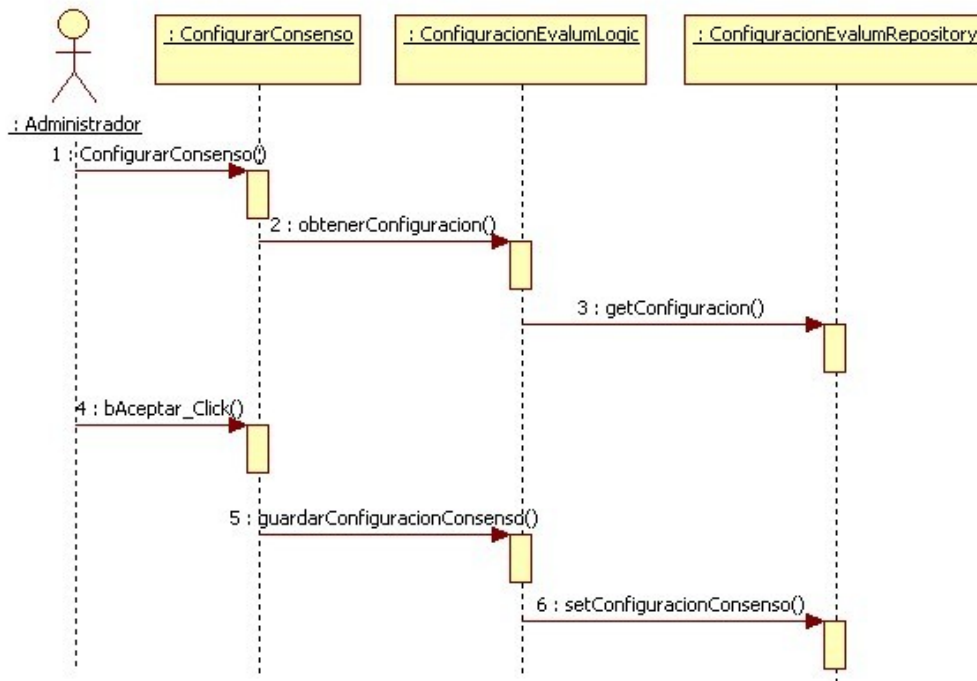 : ConfigurarConsenso
: ConfiguracionEvalumLogic
: ConfiguracionEvalumRepository
: Administrador
1 : ConfigurarConsenso()
2 : obtenerConfiguracion()
3 : getConfiguracion()
4 : bAceptar_Click()
5 : guardarConfiguracionConsenso()
6 : setConfiguracionConsenso()